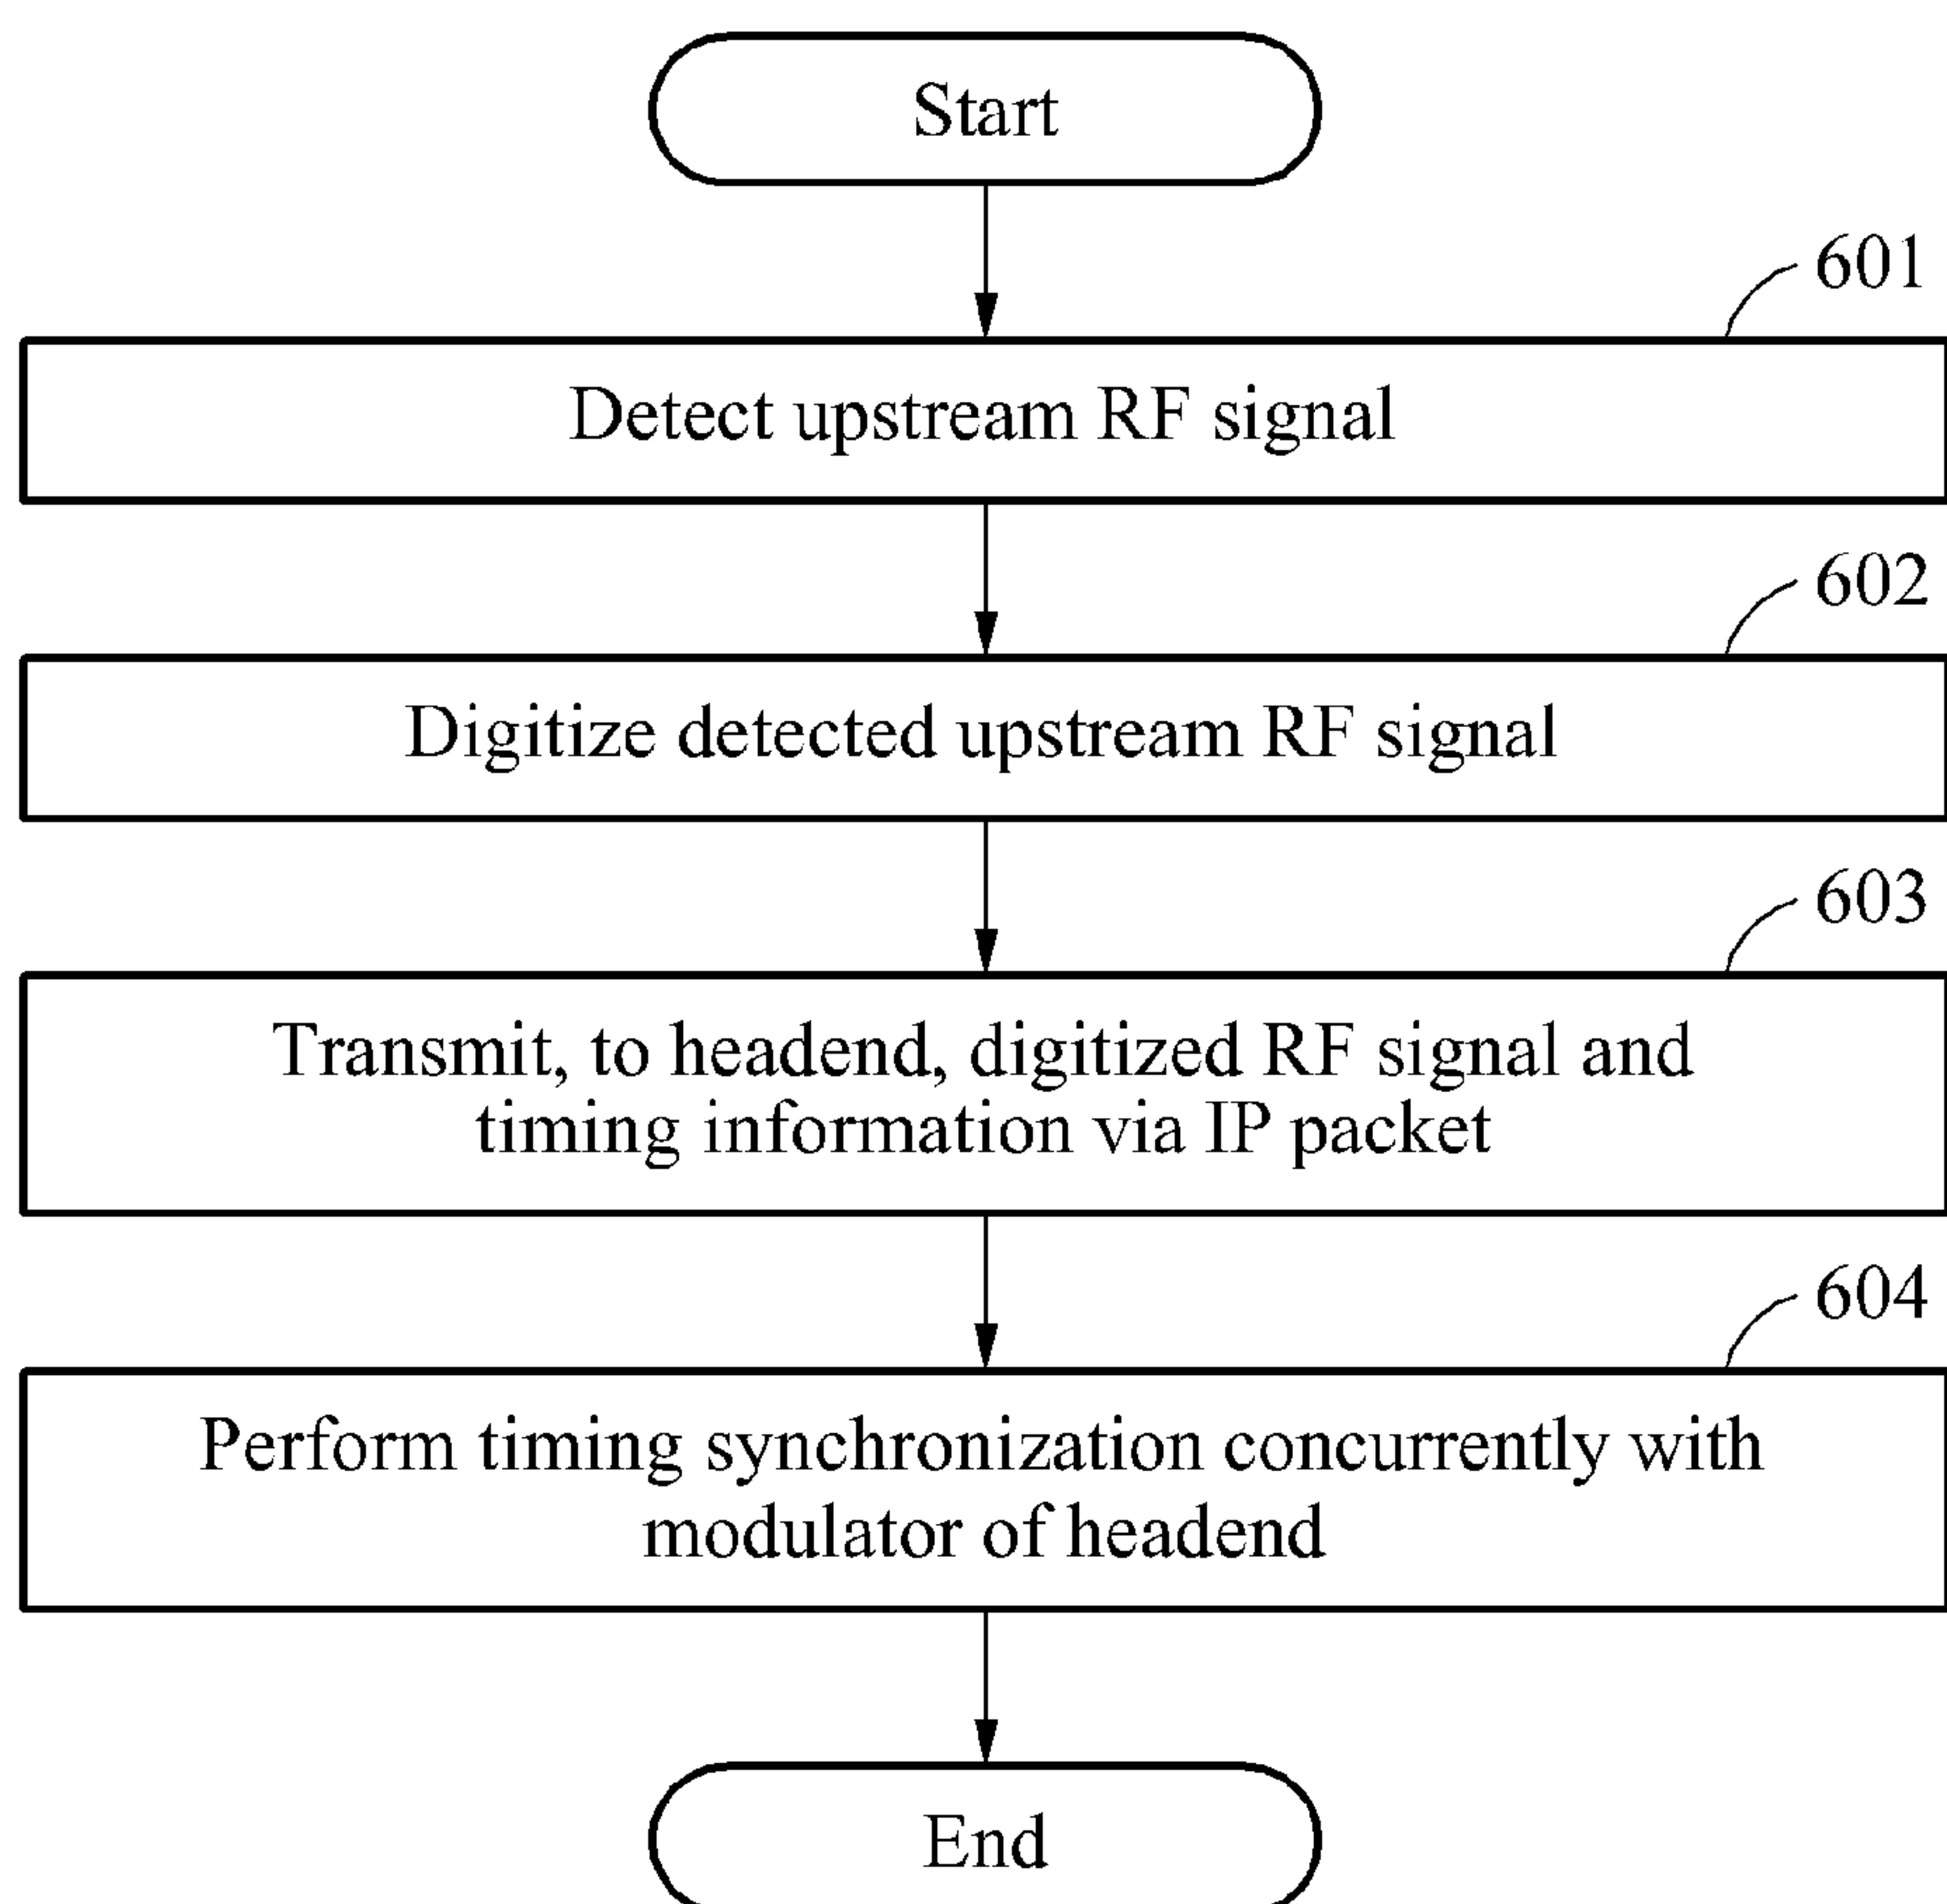 Start
601
Detect upstream RF signal
602
Digitize detected upstream RF signal
603
Transmit, to headend, digitized RF signal and
timing information via IP packet
604
Perform timing synchronization concurrently with
modulator of headend
End